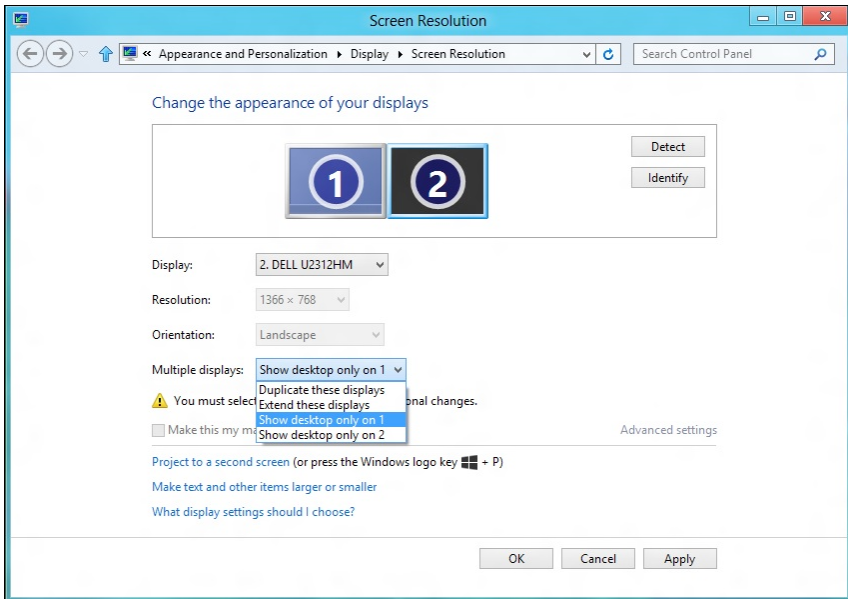 Screen Resolution
« Appearance and Personalization Display Screen Resolution
Search Control Panel
Change the appearance of your displays
1 2
Detect
Identify
Display: 2. DELL U2312HM
Resolution: 1366 × 768
Orientation: Landscape
Multiple displays: Show desktop only on 1
Duplicate these displays
Extend these displays
Show desktop only on 1
Show desktop only on 2
You must selec onal changes.
Make this my ma
Advanced settings
Project to a second screen (or press the Windows logo key + P)
Make text and other items larger or smaller
What display settings should I choose?
OK Cancel Apply